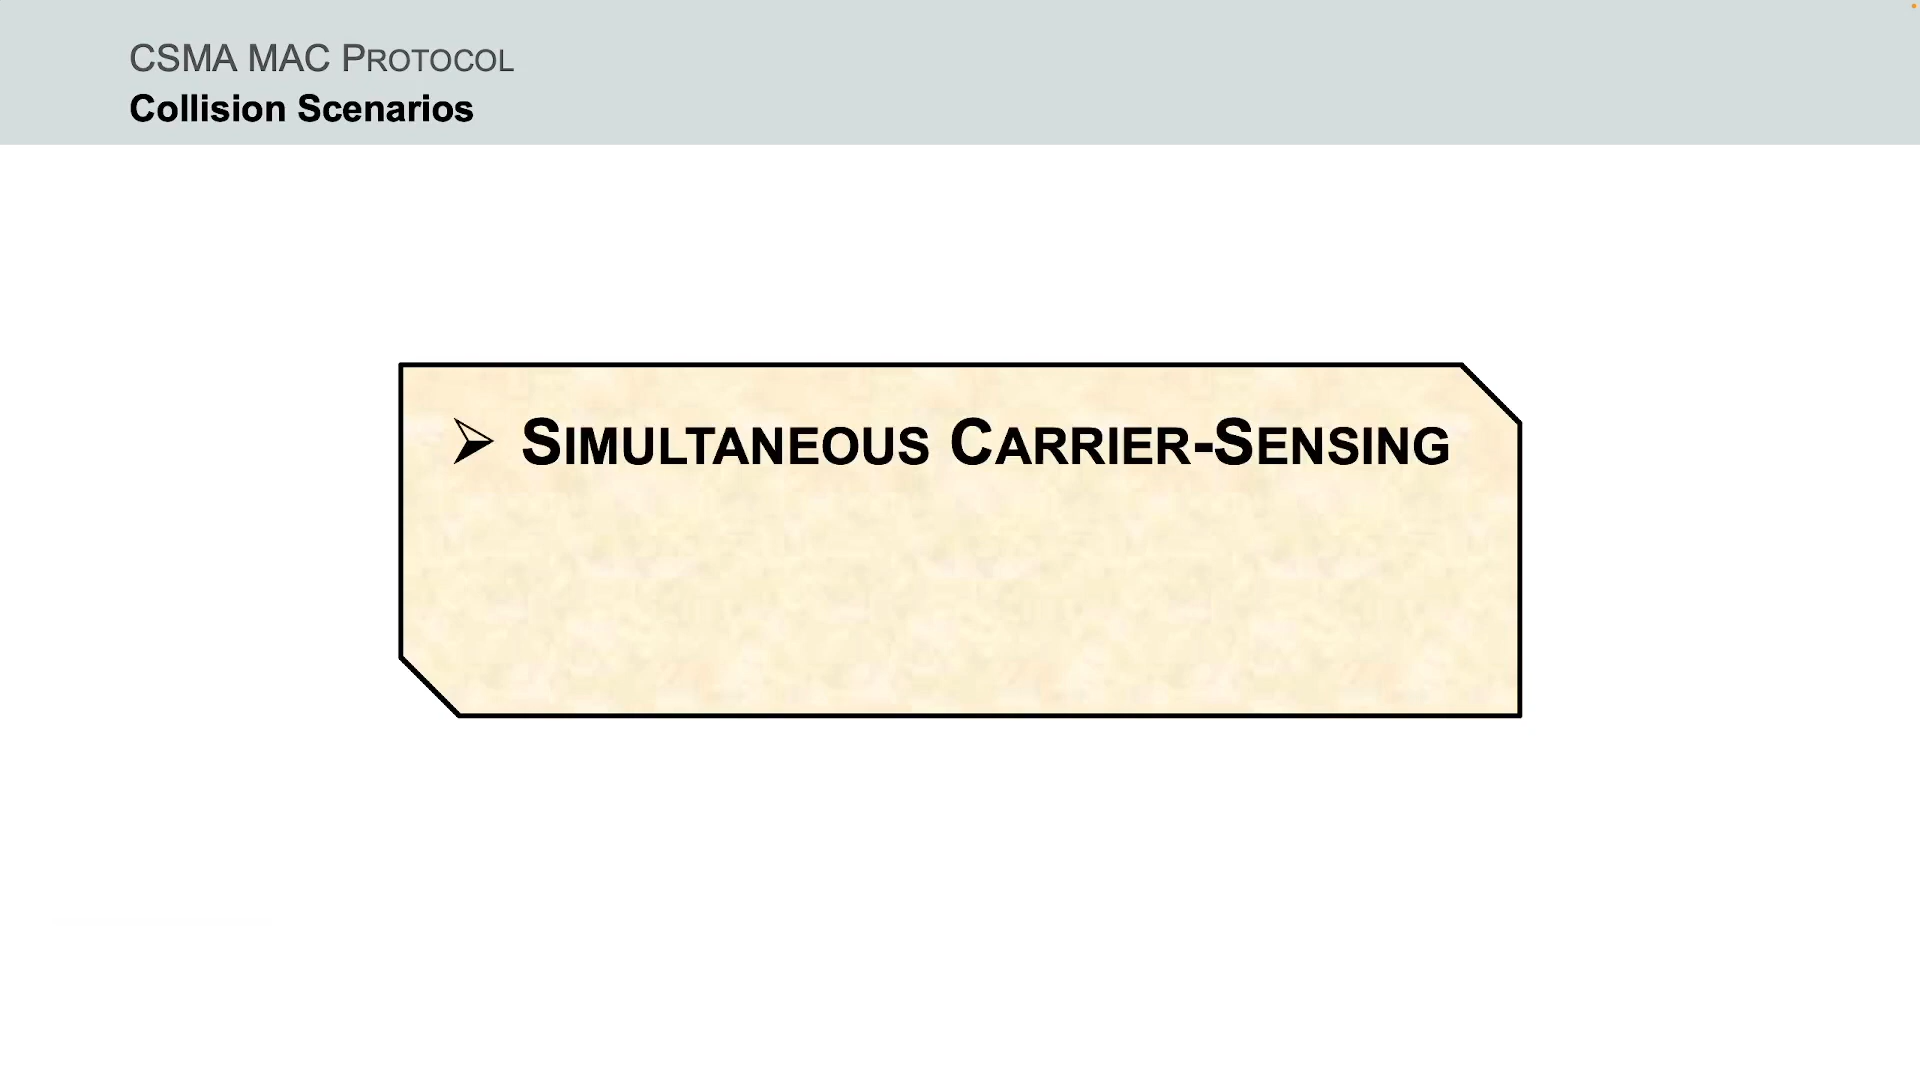 CSMA MAC PROTOCOL
Collision Scenarios
➢ SIMULTANEOUS CARRIER-SENSING